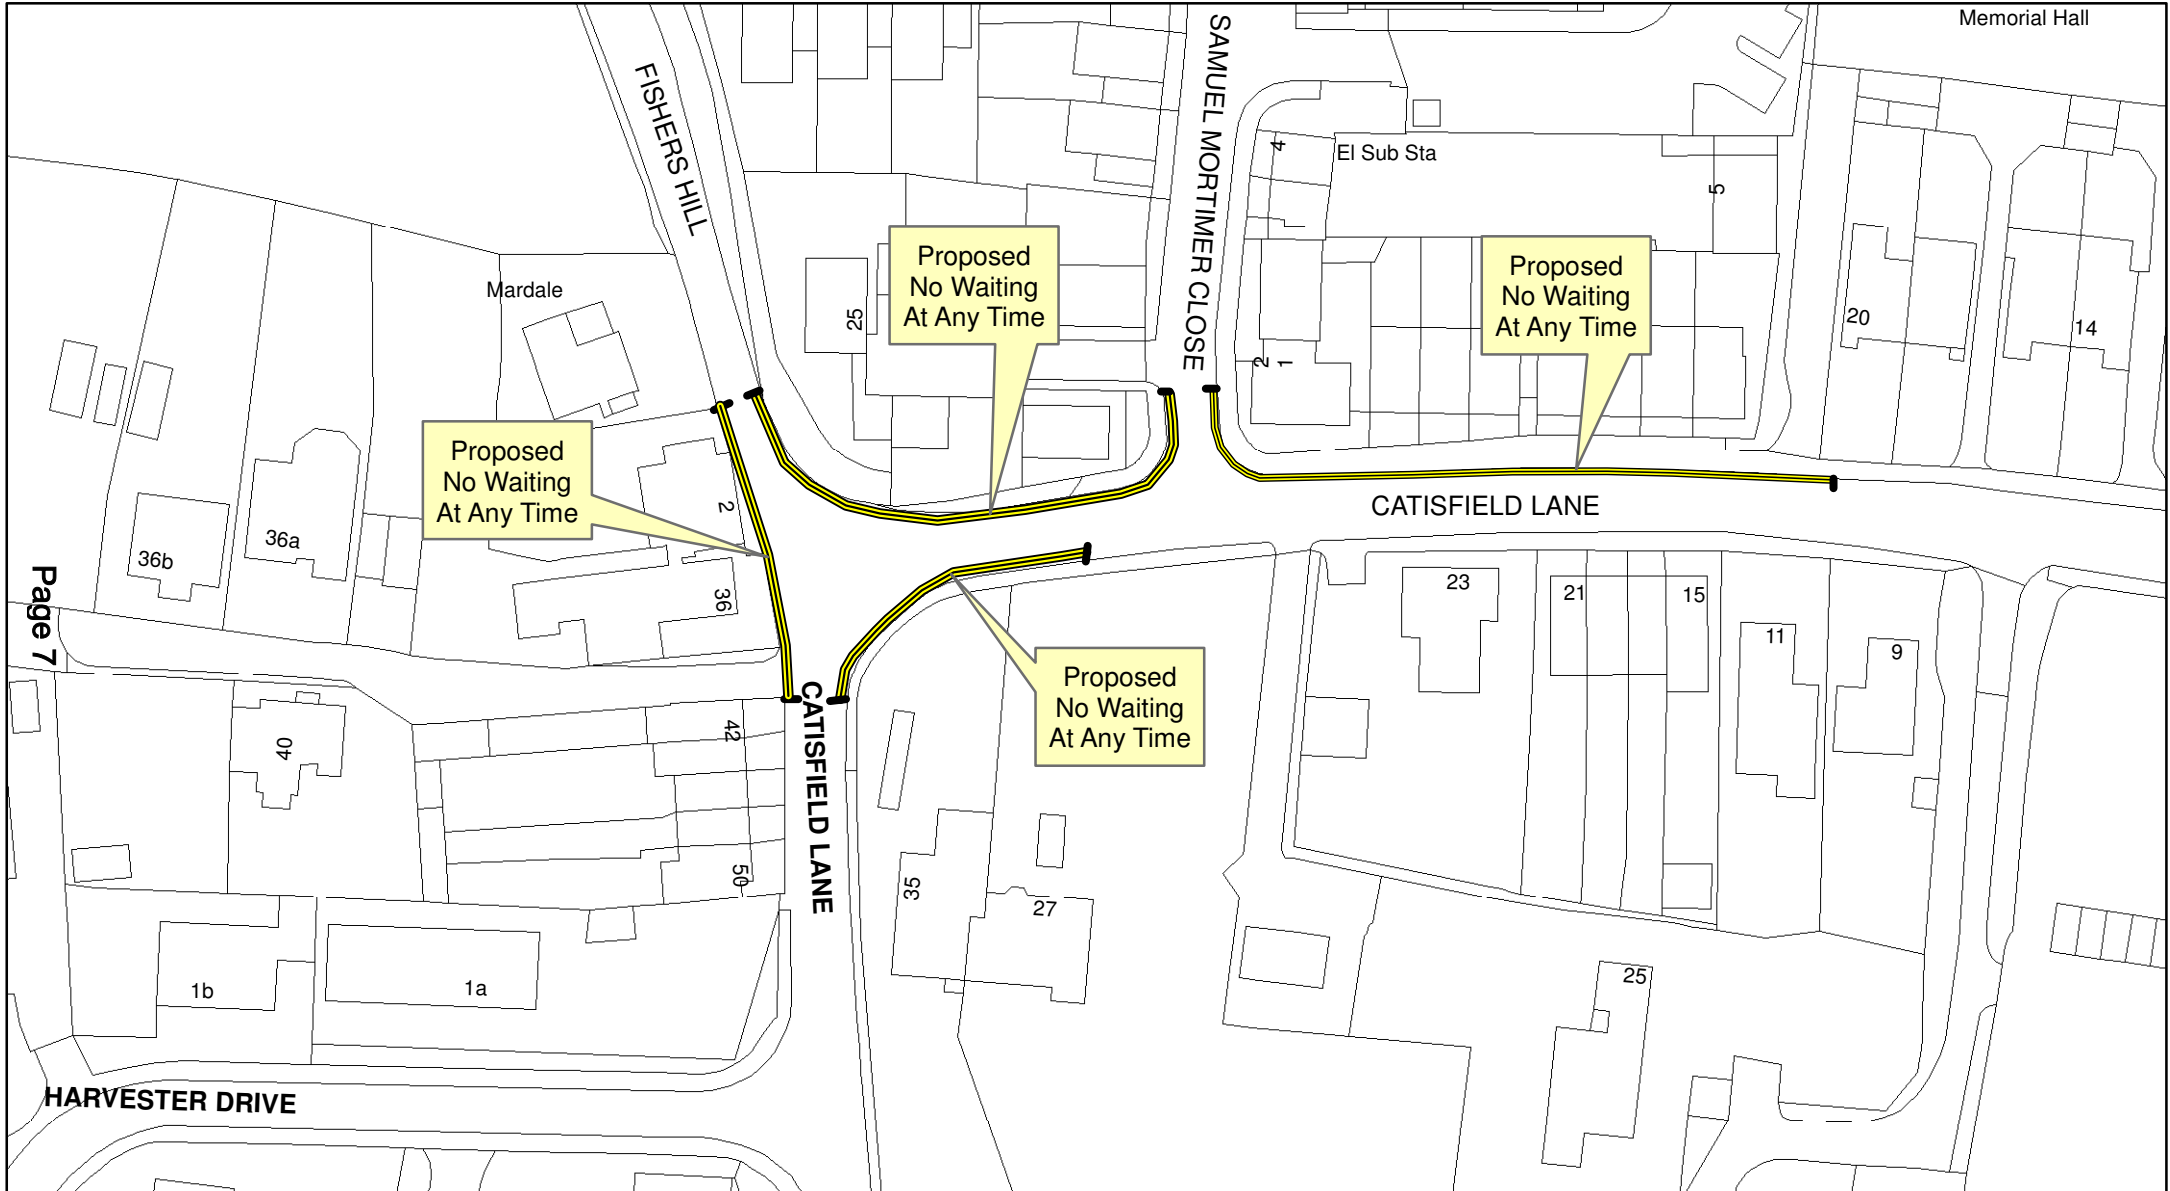 Memorial Hall
SAMUEL MORTIMER CLOSE
FISHERS HILL
4
El Sub Sta
5
Proposed
No Waiting
At Any Time
Proposed
No Waiting
At Any Time
Mardale
25
20
14
2
1
Proposed
No Waiting
At Any Time
2
CATISFIELD LANE
36a
36b
36
Page 7
23
21
15
11
9
Proposed
No Waiting
At Any Time
CATISFIELD LANE
42
40
50
35
27
25
1b
1a
HARVESTER DRIVE